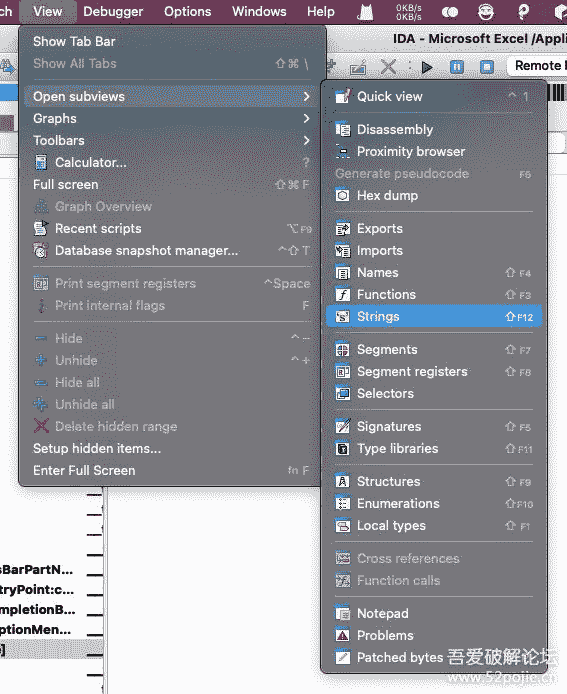 ch View Debugger Options Windows Help 0KB/s 0KB/s
IDA - Microsoft Excel /Appli
Remote
Show Tab Bar
Show All Tabs ⇧⌘ \
Open subviews
Graphs
Toolbars
Calculator... ?
Full screen ⇧⌘ F
Graph Overview
Recent scripts ⌥F9
Database snapshot manager... ^⇧ T
Print segment registers ^Space
Print internal flags F
Hide ^ −
Unhide ^ +
Hide all
Unhide all
Delete hidden range
Setup hidden items...
Enter Full Screen fn F
Quick view ^ 1
Disassembly
Proximity browser
Generate pseudocode F5
Hex dump
Exports
Imports
Names ⇧ F4
Functions ⇧ F3
Strings ⇧F12
Segments ⇧ F7
Segment registers ⇧ F8
Selectors
Signatures ⇧ F5
Type libraries ⇧F11
Structures ⇧ F9
Enumerations ⇧F10
Local types ⇧ F1
Cross references
Function calls
Notepad
Problems
Patched bytes
sBarPartN...
tryPoint:c...
mpletionB...
ptionMen...
]
吾爱破解论坛
www.52pojie.cn